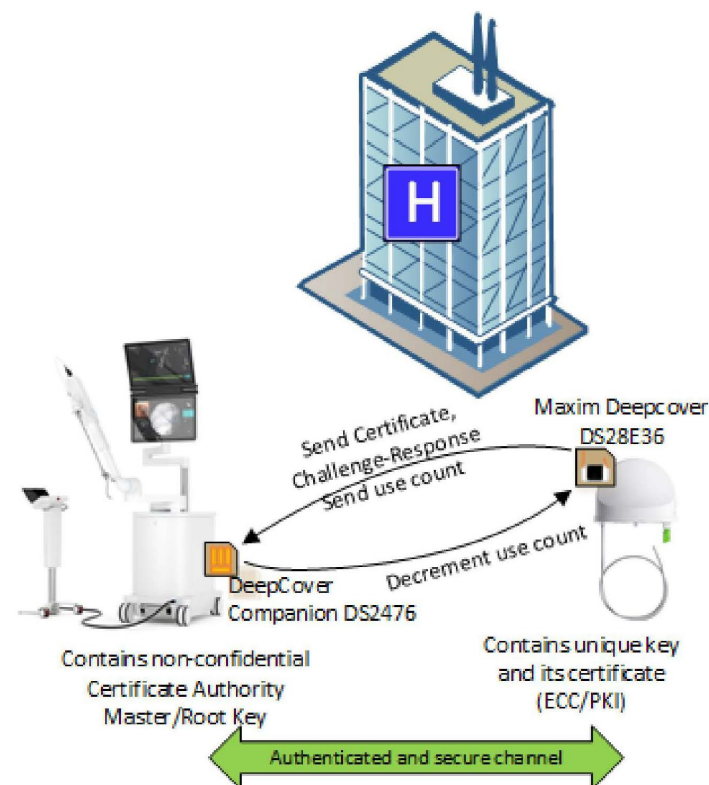 H
Maxim Deepcover
DS28E36
Send Certificate,
Challenge-Response
Send use count
Decrement use count
DeepCover
Companion DS2476
Contains non-confidential
Certificate Authority
Master/Root Key
Contains unique key
and its certificate
(ECC/PKI)
Authenticated and secure channel